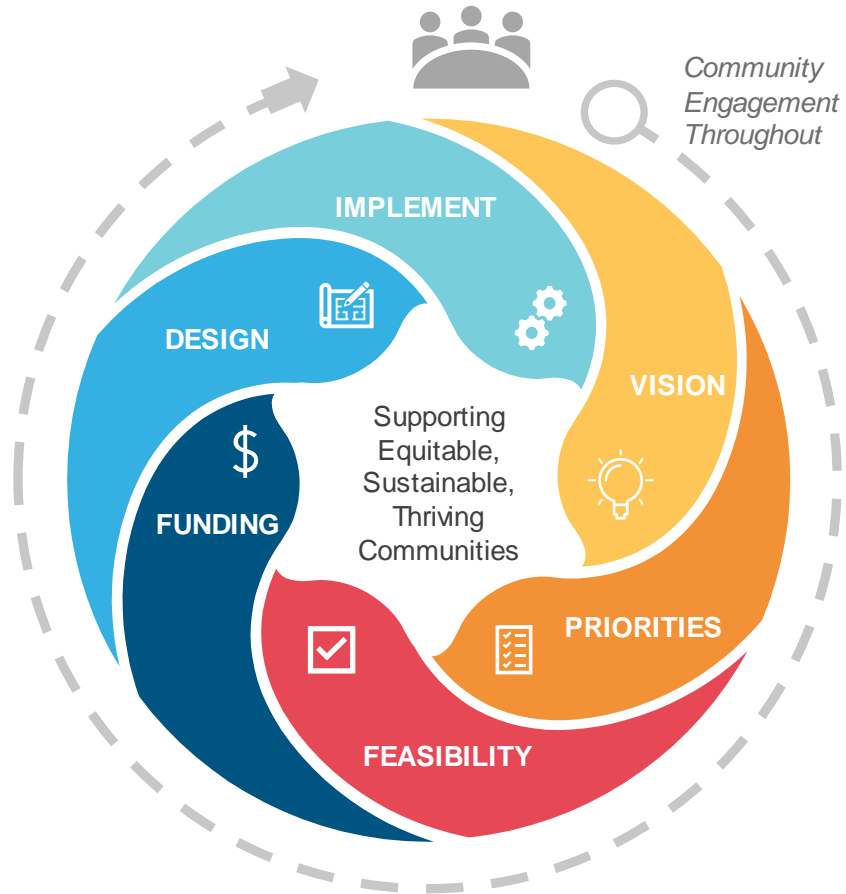 Community
Engagement
Throughout
IMPLEMENT
DESIGN
VISION
Supporting
Equitable,
Sustainable,
Thriving
Communities
$
FUNDING
PRIORITIES
FEASIBILITY